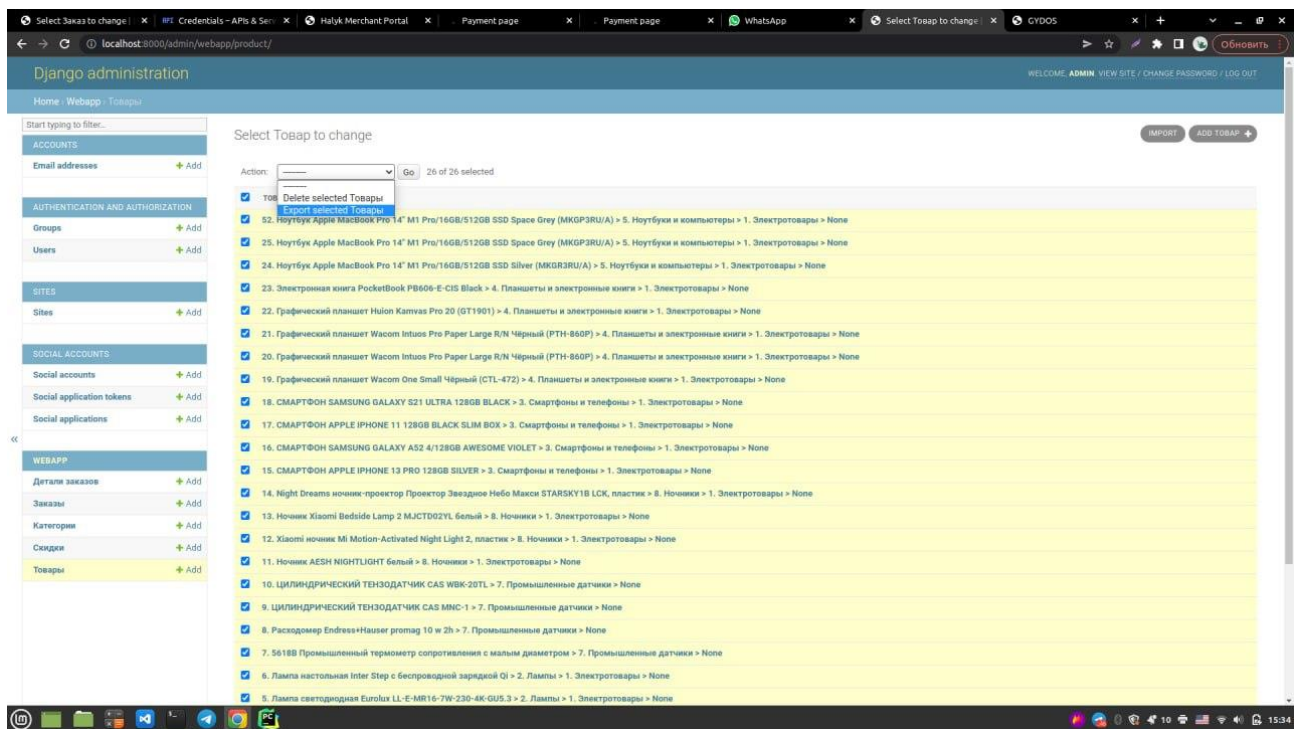 Select Заказ to change |
API Credentials – APIs & Serv
Halyk Merchant Portal
Payment page
Payment page
WhatsApp
Select Товар to change |
GYDOS
localhost:8000/admin/webapp/product/
Обновить
Django administration
WELCOME, ADMIN. VIEW SITE / CHANGE PASSWORD / LOG OUT
Home › Webapp › Товары
Start typing to filter...
ACCOUNTS
Email addresses + Add
AUTHENTICATION AND AUTHORIZATION
Groups + Add
Users + Add
SITES
Sites + Add
SOCIAL ACCOUNTS
Social accounts + Add
Social application tokens + Add
Social applications + Add
«
WEBAPP
Детали заказов + Add
Заказы + Add
Категории + Add
Скидки + Add
Товары + Add
Select Товар to change
IMPORT
ADD ТОВАР +
Action: --------- Go 26 of 26 selected
---------
Delete selected Товары
Export selected Товары
ТОВ
52. Ноутбук Apple MacBook Pro 14" M1 Pro/16GB/512GB SSD Space Grey (MKGP3RU/A) > 5. Ноутбуки и компьютеры > 1. Электротовары > None
25. Ноутбук Apple MacBook Pro 14" M1 Pro/16GB/512GB SSD Space Grey (MKGP3RU/A) > 5. Ноутбуки и компьютеры > 1. Электротовары > None
24. Ноутбук Apple MacBook Pro 14" M1 Pro/16GB/512GB SSD Silver (MKGR3RU/A) > 5. Ноутбуки и компьютеры > 1. Электротовары > None
23. Электронная книга PocketBook PB606-E-CIS Black > 4. Планшеты и электронные книги > 1. Электротовары > None
22. Графический планшет Huion Kamvas Pro 20 (GT1901) > 4. Планшеты и электронные книги > 1. Электротовары > None
21. Графический планшет Wacom Intuos Pro Paper Large R/N Чёрный (PTH-860P) > 4. Планшеты и электронные книги > 1. Электротовары > None
20. Графический планшет Wacom Intuos Pro Paper Large R/N Чёрный (PTH-860P) > 4. Планшеты и электронные книги > 1. Электротовары > None
19. Графический планшет Wacom One Small Чёрный (CTL-472) > 4. Планшеты и электронные книги > 1. Электротовары > None
18. СМАРТФОН SAMSUNG GALAXY S21 ULTRA 128GB BLACK > 3. Смартфоны и телефоны > 1. Электротовары > None
17. СМАРТФОН APPLE IPHONE 11 128GB BLACK SLIM BOX > 3. Смартфоны и телефоны > 1. Электротовары > None
16. СМАРТФОН SAMSUNG GALAXY A52 4/128GB AWESOME VIOLET > 3. Смартфоны и телефоны > 1. Электротовары > None
15. СМАРТФОН APPLE IPHONE 13 PRO 128GB SILVER > 3. Смартфоны и телефоны > 1. Электротовары > None
14. Night Dreams ночник-проектор Проектор Звездное Небо Макси STARSKY1B LCK, пластик > 8. Ночники > 1. Электротовары > None
13. Ночник Xiaomi Bedside Lamp 2 MJCTD02YL белый > 8. Ночники > 1. Электротовары > None
12. Xiaomi ночник Mi Motion-Activated Night Light 2, пластик > 8. Ночники > 1. Электротовары > None
11. Ночник AESH NIGHTLIGHT белый > 8. Ночники > 1. Электротовары > None
10. ЦИЛИНДРИЧЕСКИЙ ТЕНЗОДАТЧИК CAS WBK-20TL > 7. Промышленные датчики > None
9. ЦИЛИНДРИЧЕСКИЙ ТЕНЗОДАТЧИК CAS MNC-1 > 7. Промышленные датчики > None
8. Расходомер Endress+Hauser promag 10 w 2h > 7. Промышленные датчики > None
7. 5618B Промышленный термометр сопротивления с малым диаметром > 7. Промышленные датчики > None
6. Лампа настольная Inter Step с беспроводной зарядкой Qi > 2. Лампы > 1. Электротовары > None
5. Лампа светодиодная Eurolux LL-E-MR16-7W-230-4K-GU5.3 > 2. Лампы > 1. Электротовары > None
10
15:34